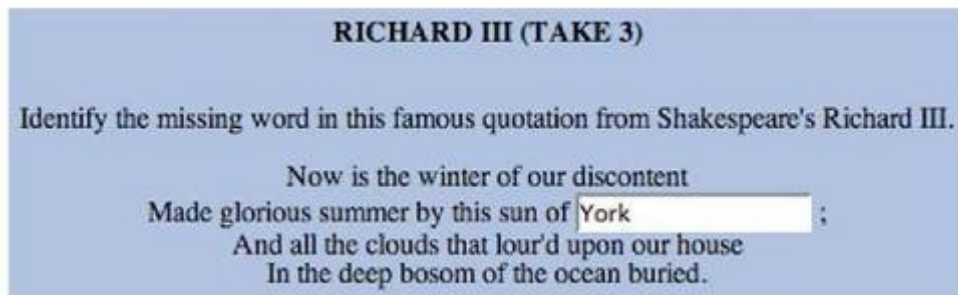 RICHARD III (TAKE 3)
Identify the missing word in this famous quotation from Shakespeare's Richard III.
Now is the winter of our discontent
Made glorious summer by this sun of York ;
And all the clouds that lour'd upon our house
In the deep bosom of the ocean buried.